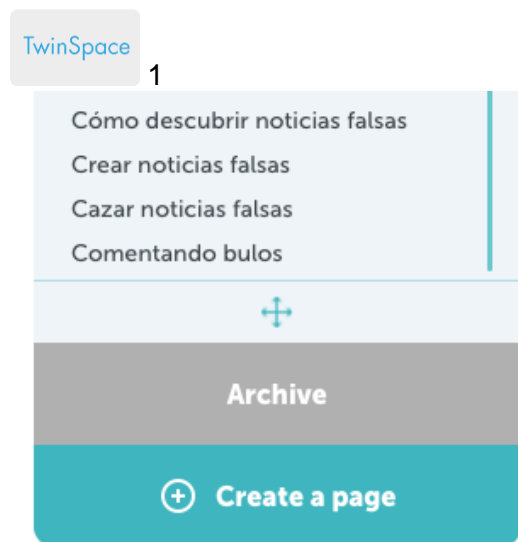 TwinSpace
1
Cómo descubrir noticias falsas
Crear noticias falsas
Cazar noticias falsas
Comentando bulos
Archive
Create a page